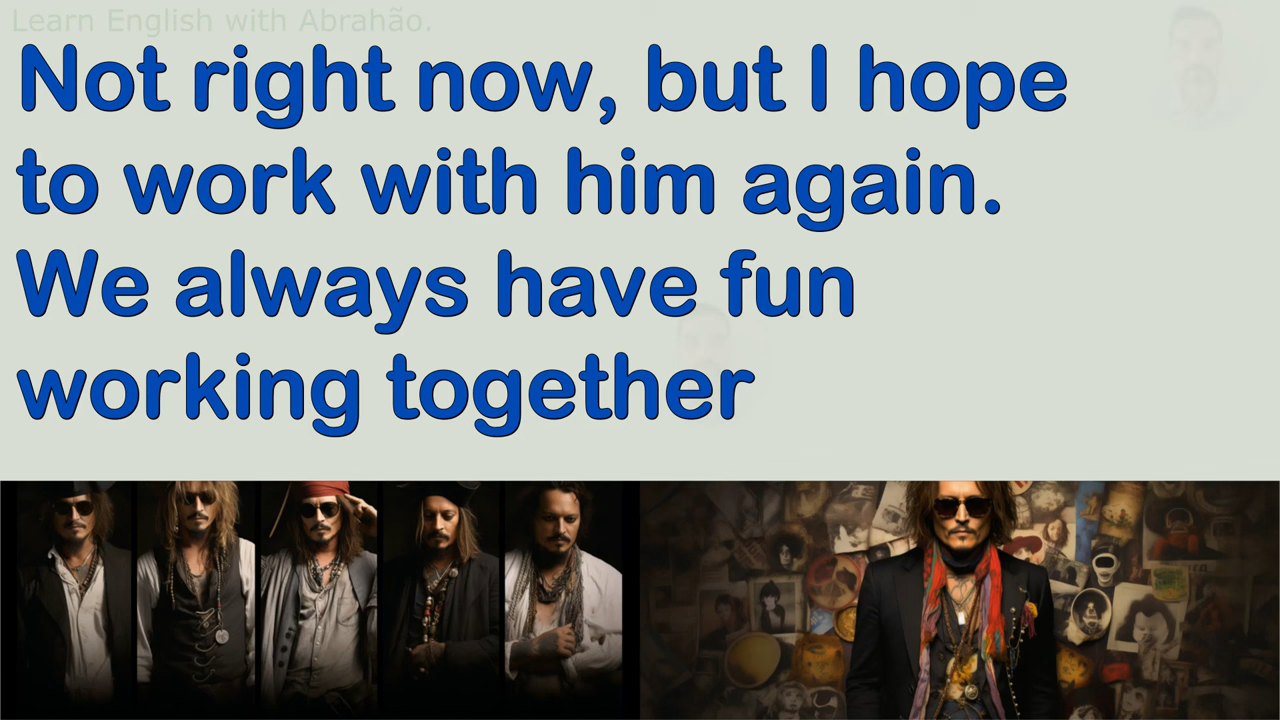 Learn English with Abrahão.
Not right now, but I hope
to work with him again.
We always have fun
working together